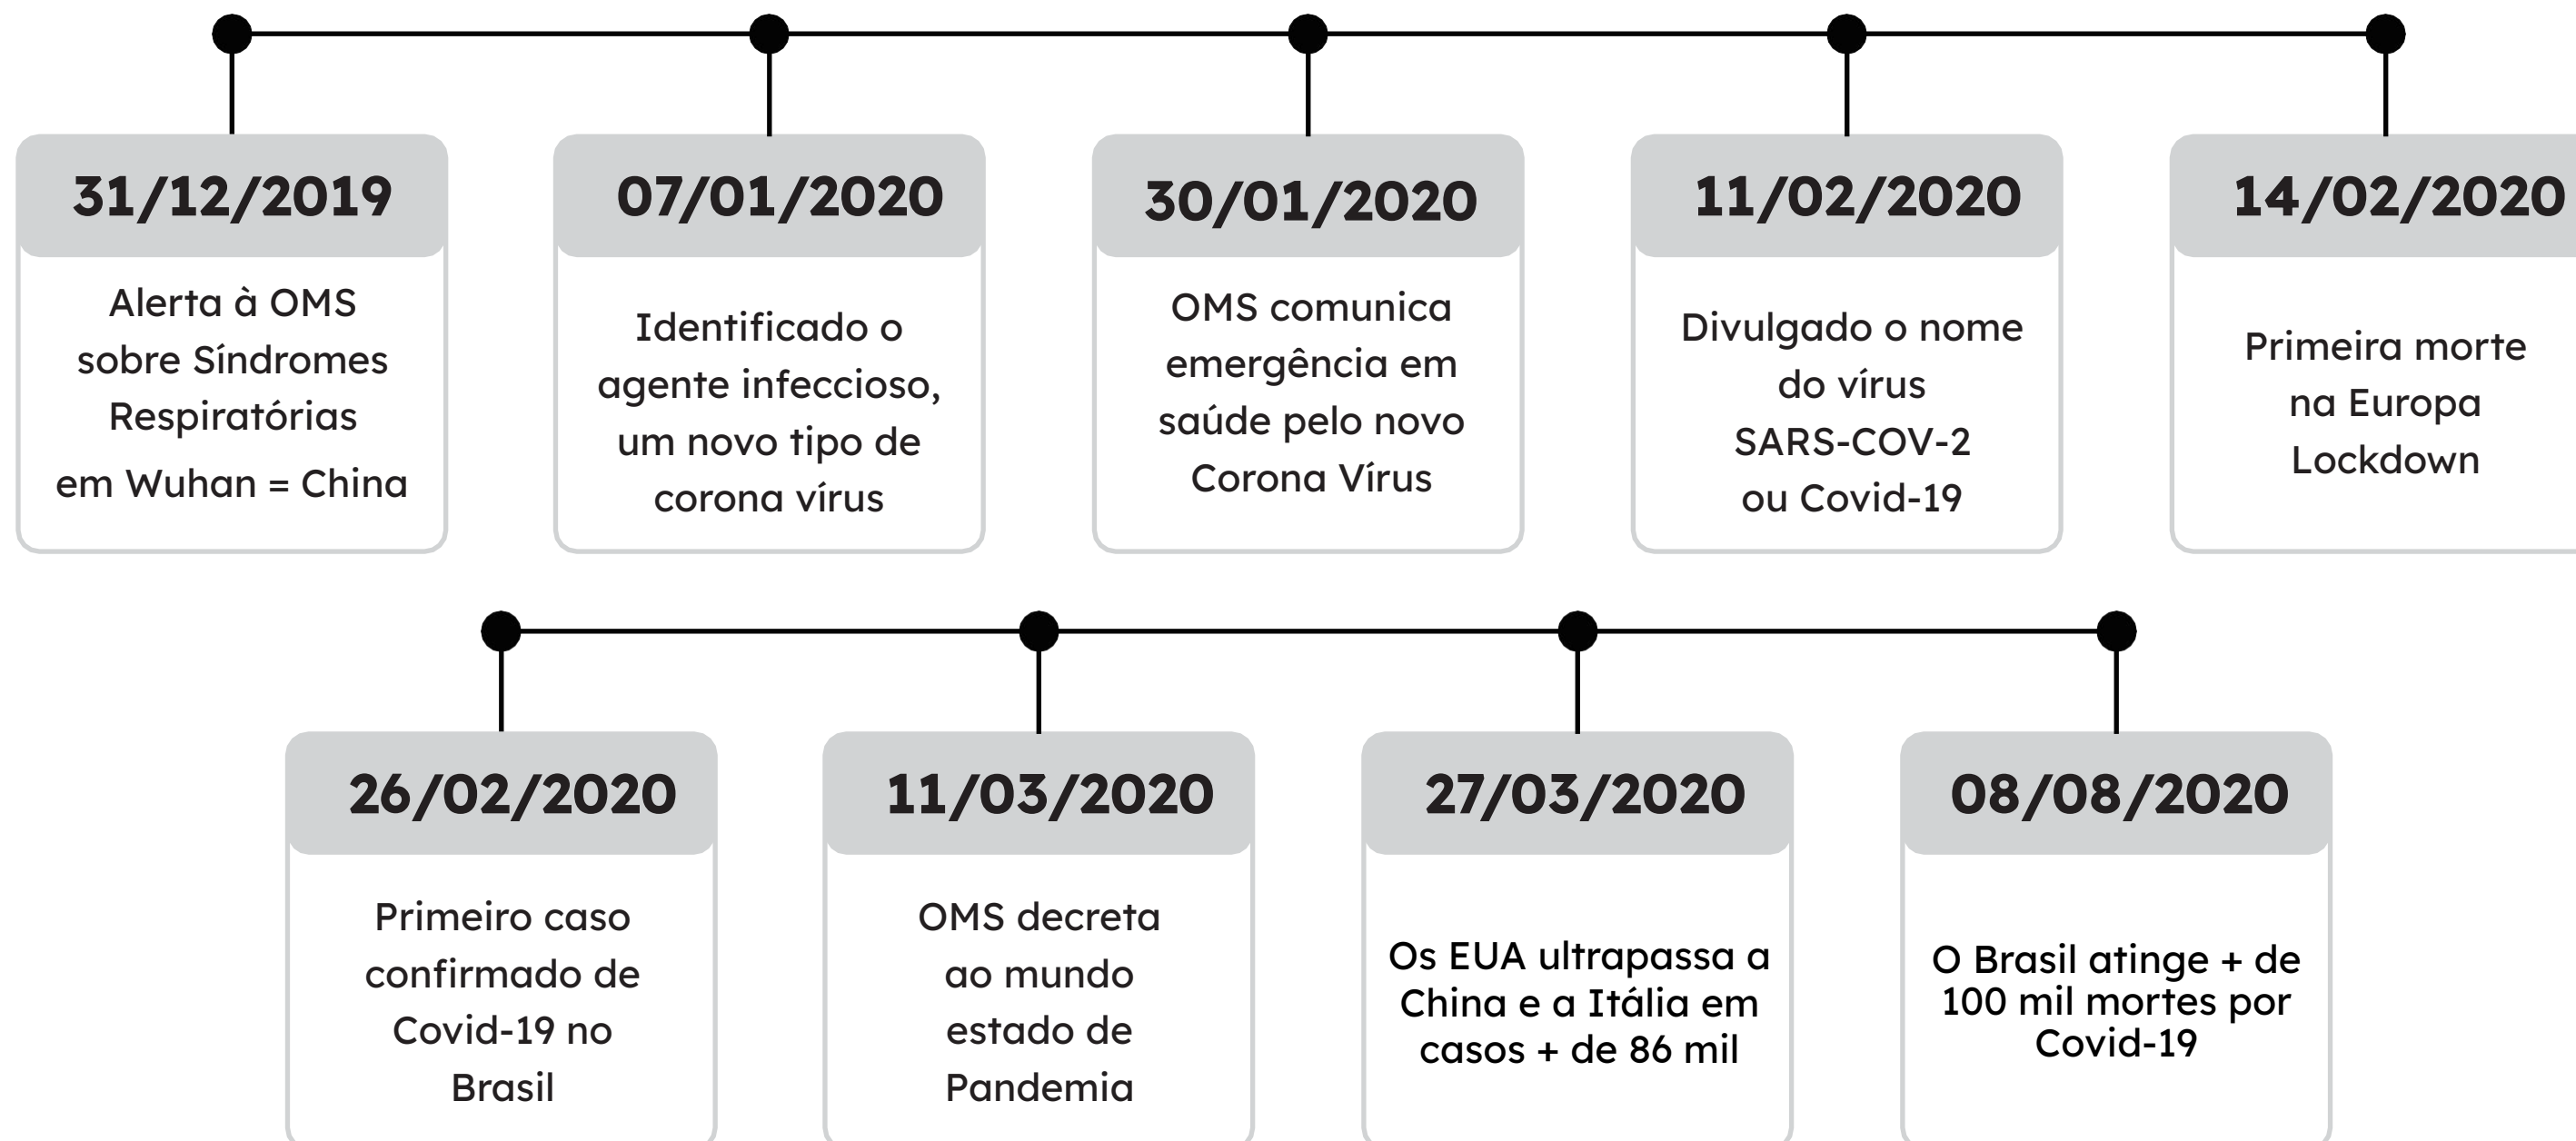 31/12/2019
Alerta à OMS
sobre Síndromes
Respiratórias
em Wuhan = China
07/01/2020
Identificado o
agente infeccioso,
um novo tipo de
corona vírus
30/01/2020
OMS comunica
emergência em
saúde pelo novo
Corona Vírus
11/02/2020
Divulgado o nome
do vírus
SARS-COV-2
ou Covid-19
14/02/2020
Primeira morte
na Europa
Lockdown
26/02/2020
Primeiro caso
confirmado de
Covid-19 no
Brasil
11/03/2020
OMS decreta
ao mundo
estado de
Pandemia
27/03/2020
Os EUA ultrapassa a
China e a Itália em
casos + de 86 mil
08/08/2020
O Brasil atinge + de
100 mil mortes por
Covid-19